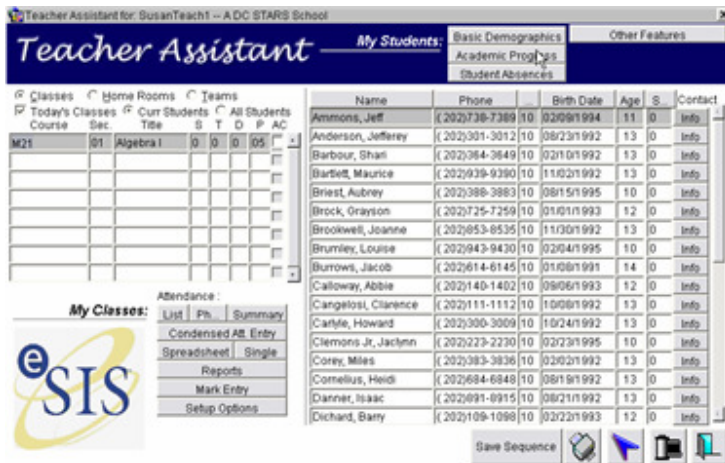 Teacher Assistant for: SusanTeach1 -- A DC STARS School
Teacher Assistant
My Students:
Basic Demographics
Other Features
Academic Progress
Student Absences
Classes Home Rooms Teams
Today's Classes Curr Students All Students
Course Sec. Title S T D P AC
M21 01 Algebra I 0 0 0 05
Name Phone ... Birth Date Age S... Contact
Ammons, Jeff (202)738-7389 10 02/09/1994 11 0 Info
Anderson, Jefferey (202)301-3012 10 08/23/1992 13 0 Info
Barbour, Shari (202)364-3649 10 02/10/1992 13 0 Info
Bartlett, Maurice (202)939-9390 10 11/02/1992 13 0 Info
Briest, Aubrey (202)388-3883 10 08/15/1995 10 0 Info
Brock, Grayson (202)725-7259 10 01/01/1993 12 0 Info
Brookwell, Joanne (202)853-8535 10 11/30/1992 13 0 Info
Brumley, Louise (202)943-9430 10 02/04/1995 10 0 Info
Burrows, Jacob (202)614-6145 10 01/08/1991 14 0 Info
Calloway, Abbie (202)140-1402 10 09/06/1993 12 0 Info
Cangelosi, Clarence (202)111-1112 10 10/08/1992 13 0 Info
Carlyle, Howard (202)300-3009 10 10/24/1992 13 0 Info
Clemons Jr, Jaclynn (202)223-2230 10 02/23/1995 10 0 Info
Corey, Miles (202)383-3836 10 02/02/1992 13 0 Info
Cornelius, Heidi (202)684-6848 10 08/19/1992 13 0 Info
Danner, Isaac (202)891-8915 10 08/21/1992 13 0 Info
Dichard, Barry (202)109-1098 10 02/22/1993 12 0 Info
My Classes:
Attendance :
List Ph... Summary
Condensed Att. Entry
Spreadsheet Single
Reports
Mark Entry
Setup Options
eSIS
Save Sequence